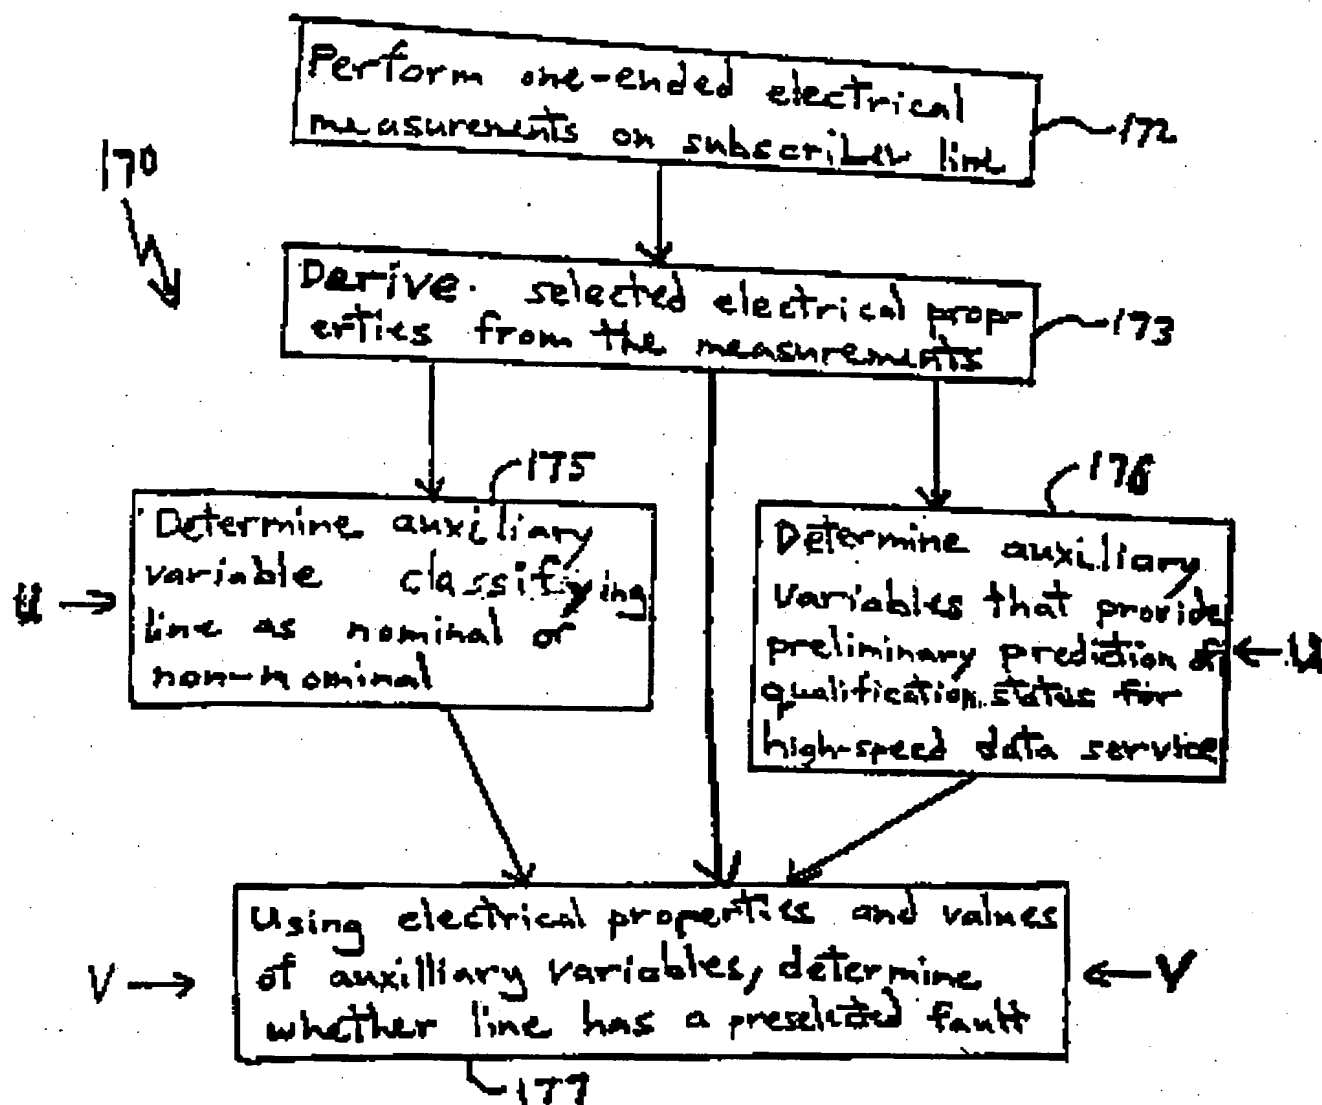 Perform one-ended electrical
measurements on subscriber line
172
170
Derive selected electrical prop-
erties from the measurements
173
175
Determine auxiliary
variable classifying
line as nominal or
non-nominal
U
176
Determine auxiliary
variables that provide
preliminary prediction of
qualification states for
high-speed data service
U
Using electrical properties and values
of auxilliary variables, determine
whether line has a preselected fault
V
V
177